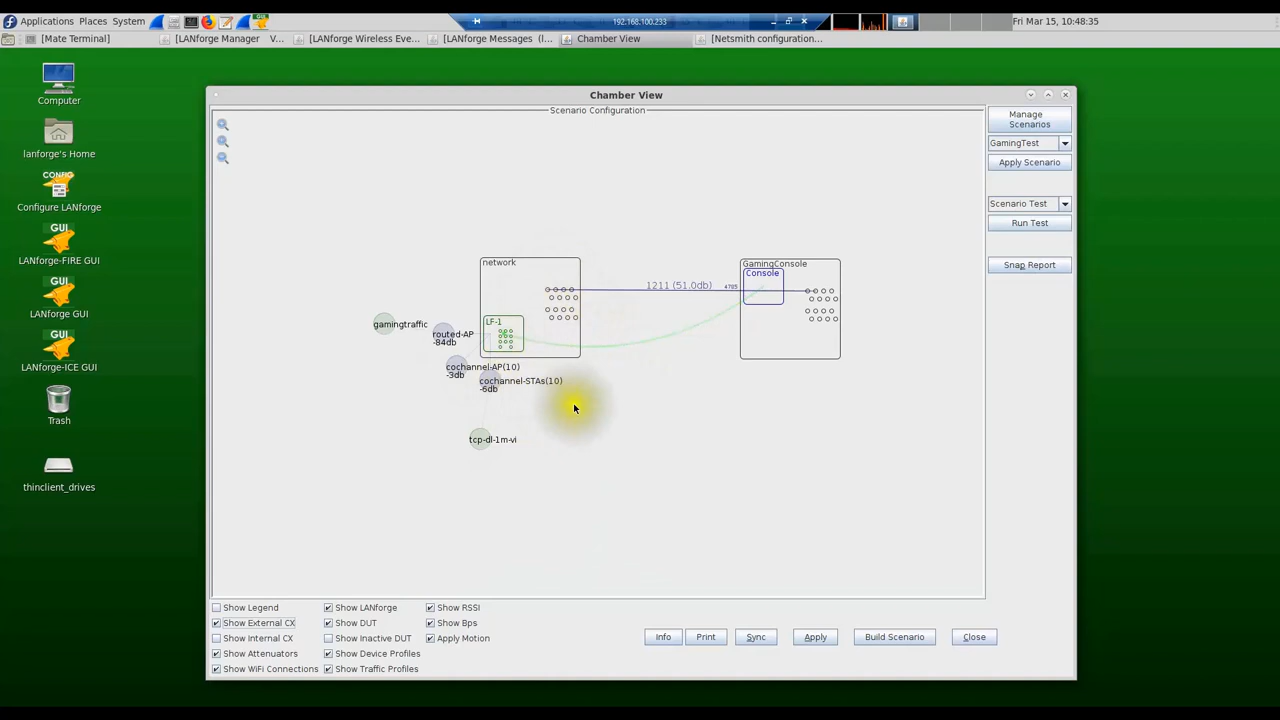 Applications Places System
192.168.100.233
Fri Mar 15, 10:48:35
[Mate Terminal]
[LANforge Manager V...
[LANforge Wireless Eve...
[LANforge Messages (l...
Chamber View
[Netsmith configuration...
Computer
lanforge's Home
CONFIG
Configure LANforge
GUI
LANforge-FIRE GUI
GUI
LANforge GUI
GUI
LANforge-ICE GUI
Trash
thinclient_drives
Chamber View
Scenario Configuration
Manage
Scenarios
GamingTest
Apply Scenario
Scenario Test
Run Test
Snap Report
network
GamingConsole
Console
1211 (51.0db)
4705
LF-1
gamingtraffic
routed-AP
-84db
cochannel-AP(10)
-3db
cochannel-STAs(10)
-6db
tcp-dl-1m-vi
Show Legend
Show LANforge
Show RSSI
Show External CX
Show DUT
Show Bps
Show Internal CX
Show Inactive DUT
Apply Motion
Show Attenuators
Show Device Profiles
Show WiFi Connections
Show Traffic Profiles
Info
Print
Sync
Apply
Build Scenario
Close